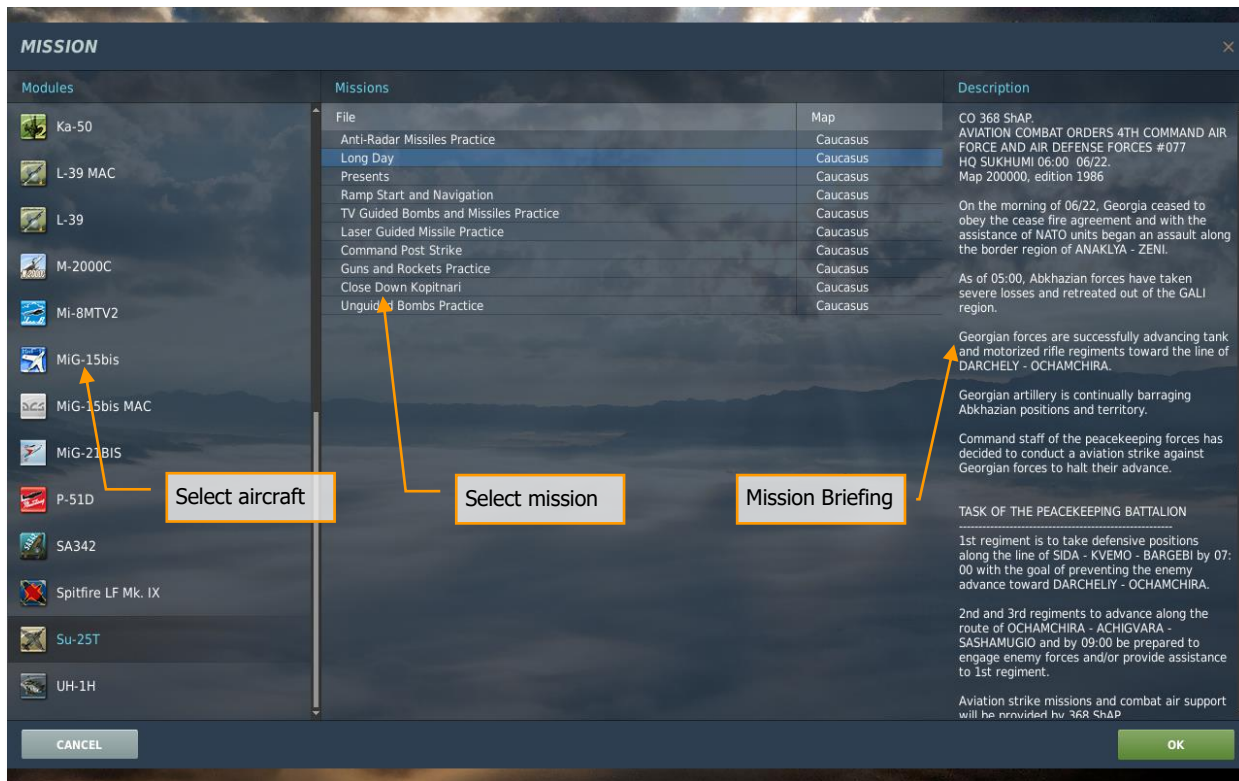 MISSION
×
Modules
Missions
Description
Ka-50
L-39 MAC
L-39
M-2000C
Mi-8MTV2
MiG-15bis
MiG-15bis MAC
MiG-21BIS
P-51D
SA342
Spitfire LF Mk. IX
Su-25T
UH-1H
File Map
Anti-Radar Missiles Practice Caucasus
Long Day Caucasus
Presents Caucasus
Ramp Start and Navigation Caucasus
TV Guided Bombs and Missiles Practice Caucasus
Laser Guided Missile Practice Caucasus
Command Post Strike Caucasus
Guns and Rockets Practice Caucasus
Close Down Kopitnari Caucasus
Unguided Bombs Practice Caucasus
Select aircraft
Select mission
Mission Briefing
CO 368 ShAP.
AVIATION COMBAT ORDERS 4TH COMMAND AIR
FORCE AND AIR DEFENSE FORCES #077
HQ SUKHUMI 06:00 06/22.
Map 200000, edition 1986
On the morning of 06/22, Georgia ceased to
obey the cease fire agreement and with the
assistance of NATO units began an assault along
the border region of ANAKLYA - ZENI.
As of 05:00, Abkhazian forces have taken
severe losses and retreated out of the GALI
region.
Georgian forces are successfully advancing tank
and motorized rifle regiments toward the line of
DARCHELY - OCHAMCHIRA.
Georgian artillery is continually barraging
Abkhazian positions and territory.
Command staff of the peacekeeping forces has
decided to conduct a aviation strike against
Georgian forces to halt their advance.
TASK OF THE PEACEKEEPING BATTALION
------------------------------------------------------
1st regiment is to take defensive positions
along the line of SIDA - KVEMO - BARGEBI by 07:
00 with the goal of preventing the enemy
advance toward DARCHELIY - OCHAMCHIRA.
2nd and 3rd regiments to advance along the
route of OCHAMCHIRA - ACHIGVARA -
SASHAMUGIO and by 09:00 be prepared to
engage enemy forces and/or provide assistance
to 1st regiment.
Aviation strike missions and combat air support
will be provided by 368 ShAP
CANCEL
OK